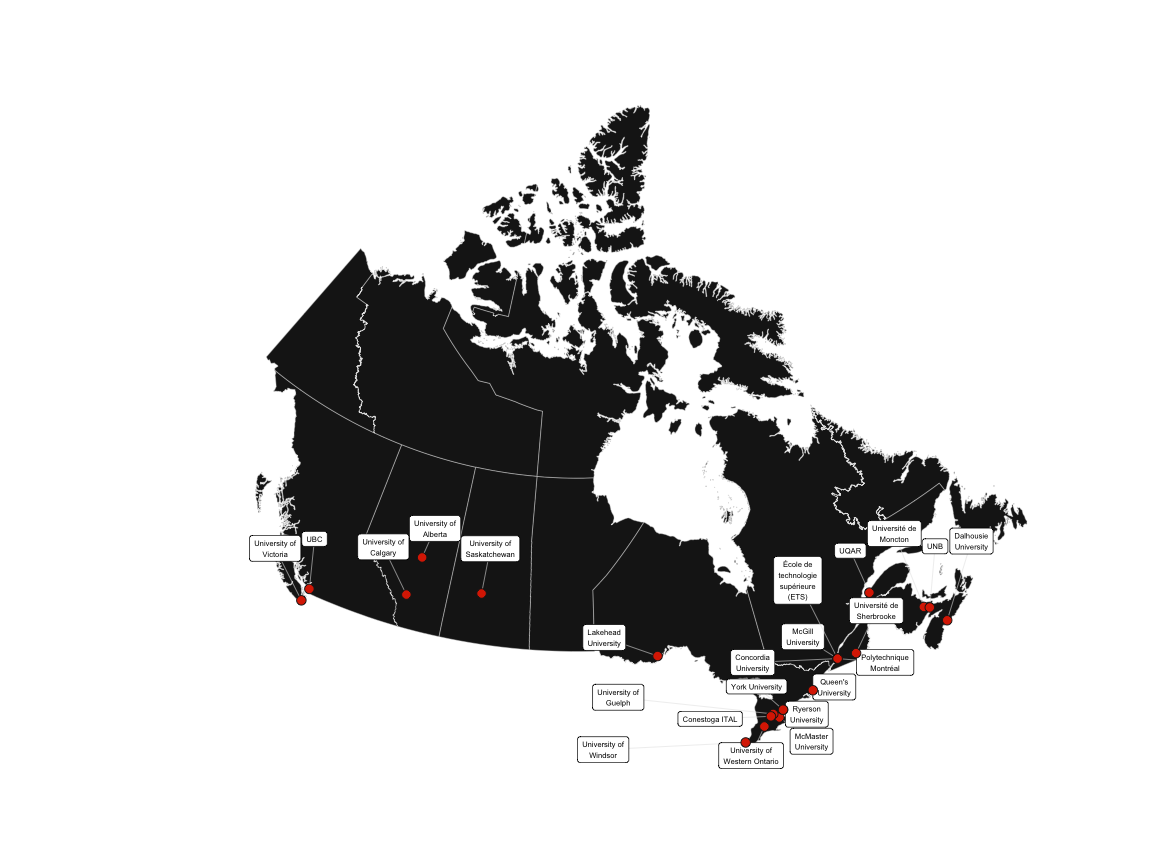 Université de
Moncton
Dalhousie
University
UNB
UQAR
University of
Alberta
UBC
University of
Victoria
University of
Calgary
University of
Saskatchewan
École de
technologie
supérieure
(ETS)
Université de
Sherbrooke
Lakehead
University
McGill
University
Concordia
University
Polytechnique
Montréal
York University
Queen's
University
University of
Guelph
Ryerson
University
Conestoga ITAL
McMaster
University
University of
Windsor
University of
Western Ontario